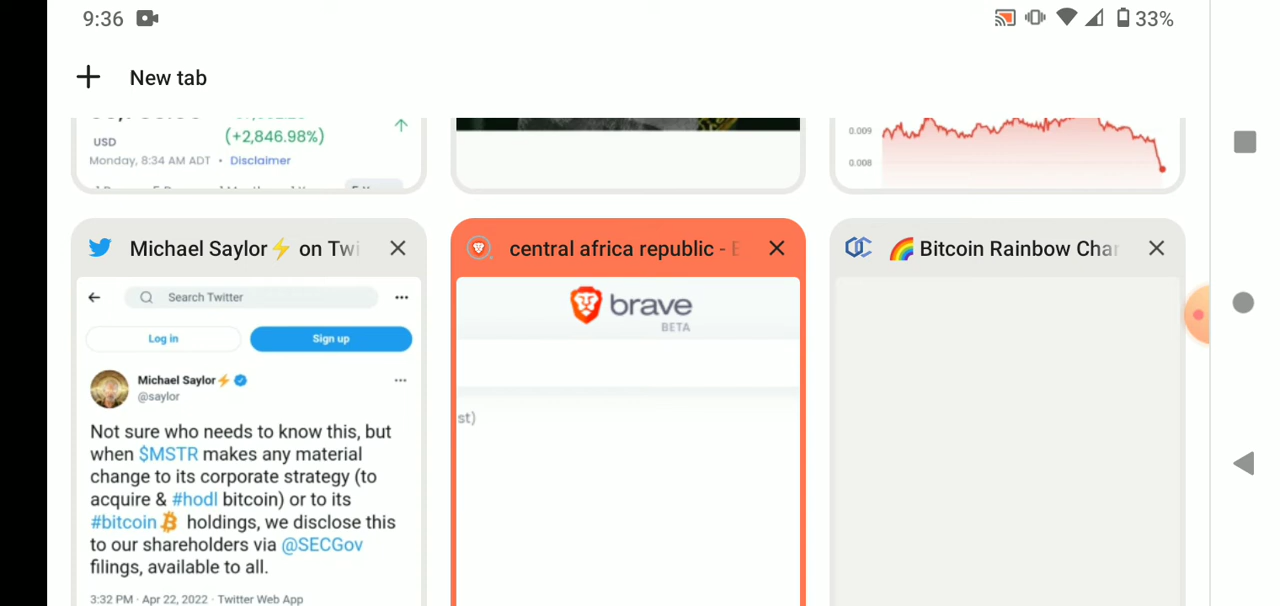 9:36
33%
New tab
USD
(+2,846.98%)
Monday, 8:34 AM ADT · Disclaimer
0.009
0.008
Michael Saylor⚡ on Twi
central africa republic -
🌈 Bitcoin Rainbow Char
Search Twitter
Log in
Sign up
Michael Saylor⚡
@saylor
Not sure who needs to know this, but
when $MSTR makes any material
change to its corporate strategy (to
acquire & #hodl bitcoin) or to its
#bitcoin holdings, we disclose this
to our shareholders via @SECGov
filings, available to all.
3:32 PM · Apr 22, 2022 · Twitter Web App
brave
BETA
st)